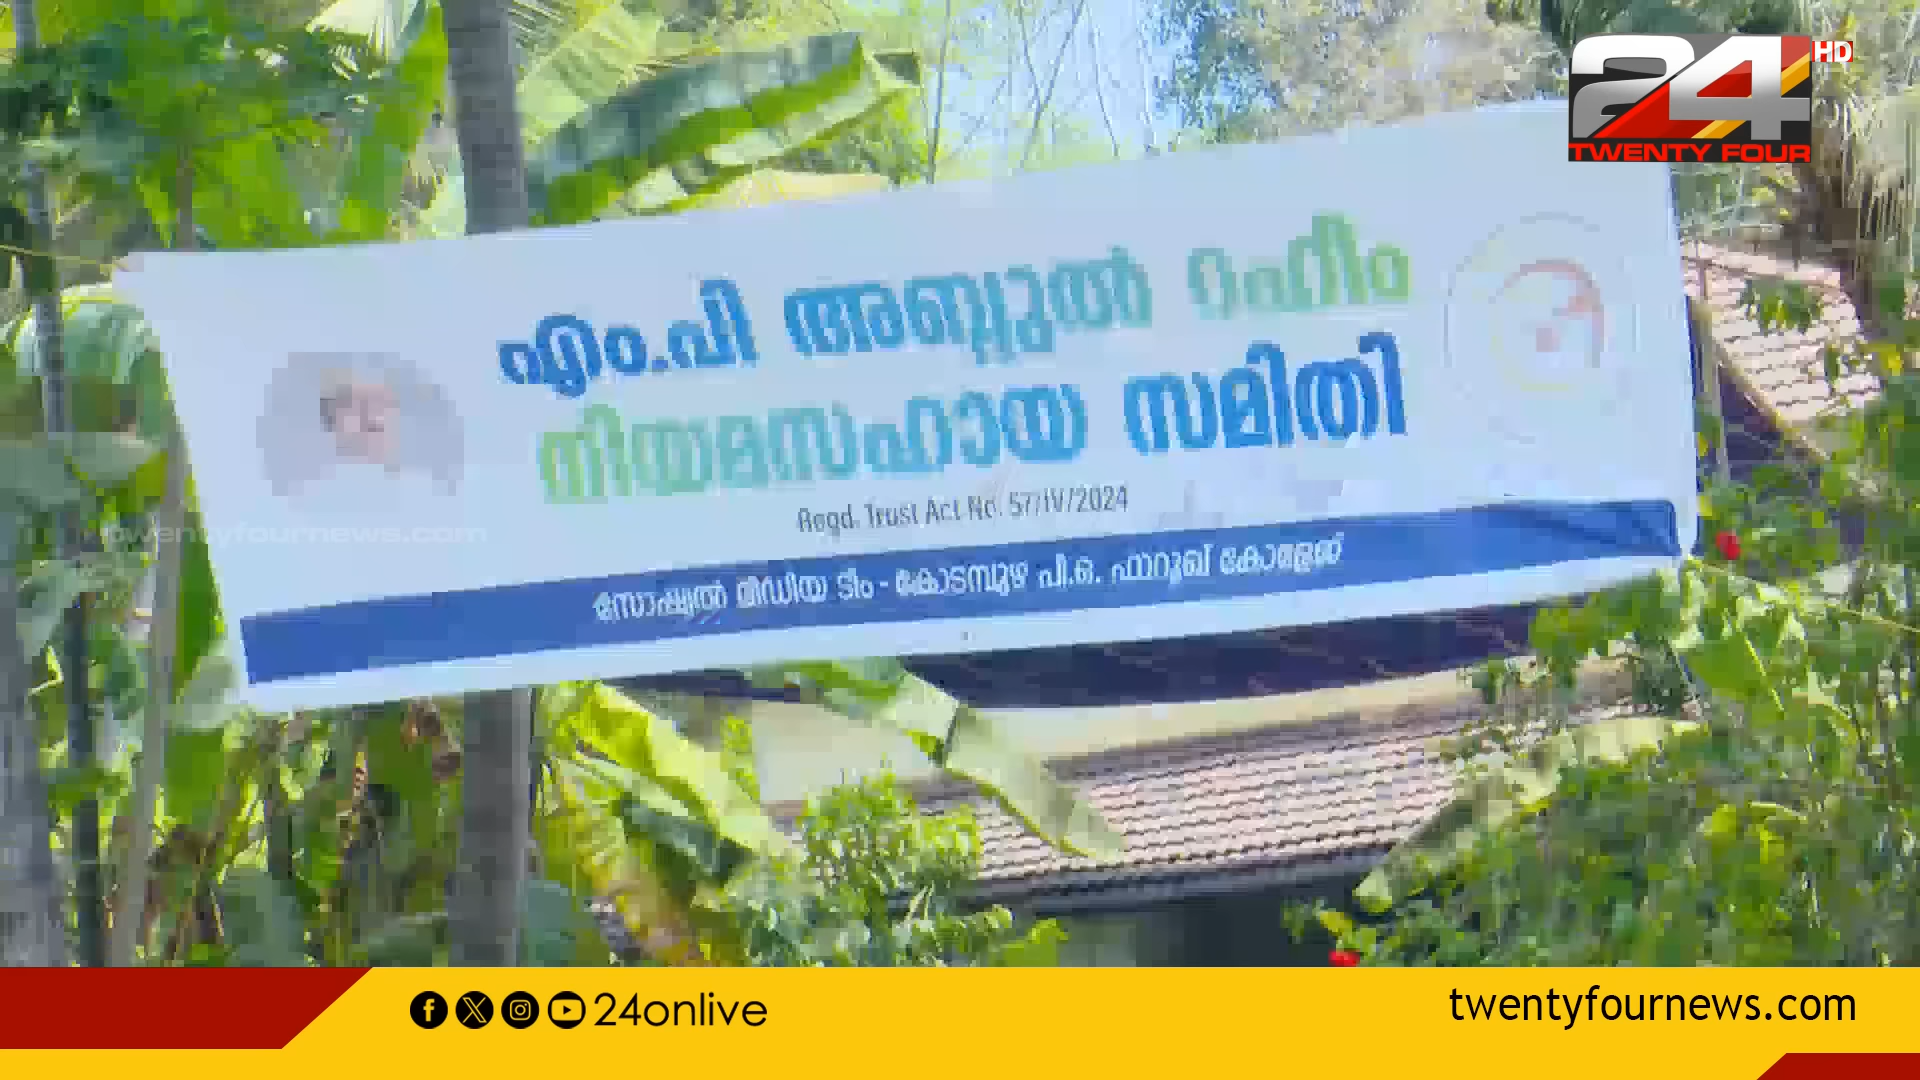 24 HD
TWENTY FOUR
എം.പി അബ്ദുൽ റഹീം
നിയമസഹായ സമിതി
Regd. Trust Act No. 57/IV/2024
സോഷ്യൽ മീഡിയ ടീം - കോടമ്പുഴ പി.ഒ. ഫാറൂഖ് കോളേജ്
twentyfournews.com
24onlive
twentyfournews.com